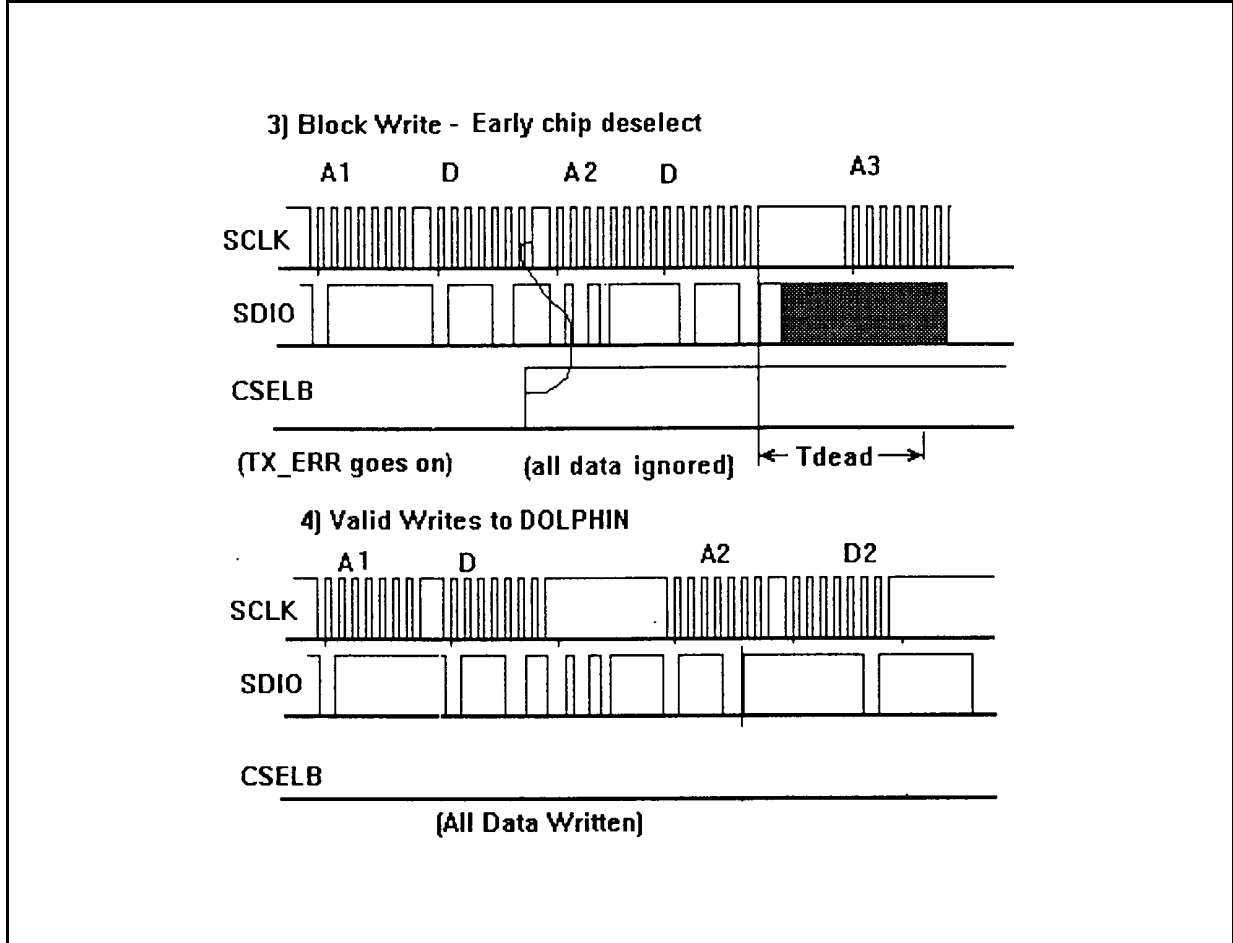 3) Block Write - Early chip deselect
A1 D A2 D A3
SCLK
SDIO
CSELB
(TX_ERR goes on) (all data ignored) Tdead
4) Valid Writes to DOLPHIN
A1 D A2 D2
SCLK
SDIO
CSELB
(All Data Written)